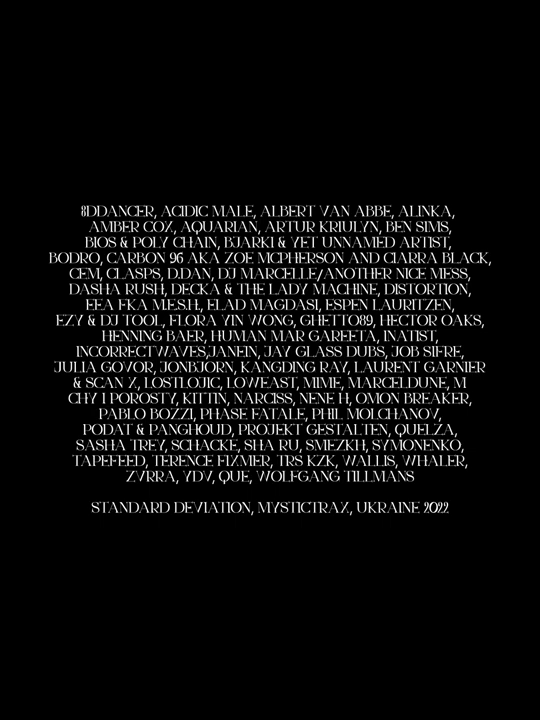 8DDANCER, ACIDIC MALE, ALBERT VAN ABBE, ALINKA,
AMBER COX, AQUARIAN, ARTUR KRIULYN, BEN SIMS,
BIOS & POLY CHAIN, BJARKI & YET UNNAMED ARTIST,
BODRO, CARBON 96 AKA ZOE MCPHERSON AND CIARRA BLACK,
CEM, CLASPS, D.DAN, DJ MARCELLE/ANOTHER NICE MESS,
DASHA RUSH, DECKA & THE LADY MACHINE, DISTORTION,
EEA FKA M.E.S.H., ELAD MAGDASI, ESPEN LAURITZEN,
EZY & DJ TOOL, FLORA YIN WONG, GHETTO89, HECTOR OAKS,
HENNING BAER, HUMAN MAR GAREETA, INATIST,
INCORRECTWAVES,JANEIN, JAY GLASS DUBS, JOB SIFRE,
JULIA GOVOR, JONBJORN, KANGDING RAY, LAURENT GARNIER
& SCAN X, LOSTLOJIC, LOWEAST, MIME, MARCELDUNE, M
CHY I POROSTY, KITTIN, NARCISS, NENE H, OMON BREAKER,
PABLO BOZZI, PHASE FATALE, PHIL MOLCHANOV,
PODAT & PANGHOUD, PROJEKT GESTALTEN, QUELZA,
SASHA TREY, SCHACKE, SHA RU, SMEZKH, SYMONENKO,
TAPEFEED, TERENCE FIXMER, TRS KZK, WALLIS, WHALER,
ZVRRA, YDV, QUE, WOLFGANG TILLMANS
STANDARD DEVIATION, MYSTICTRAX, UKRAINE 2022